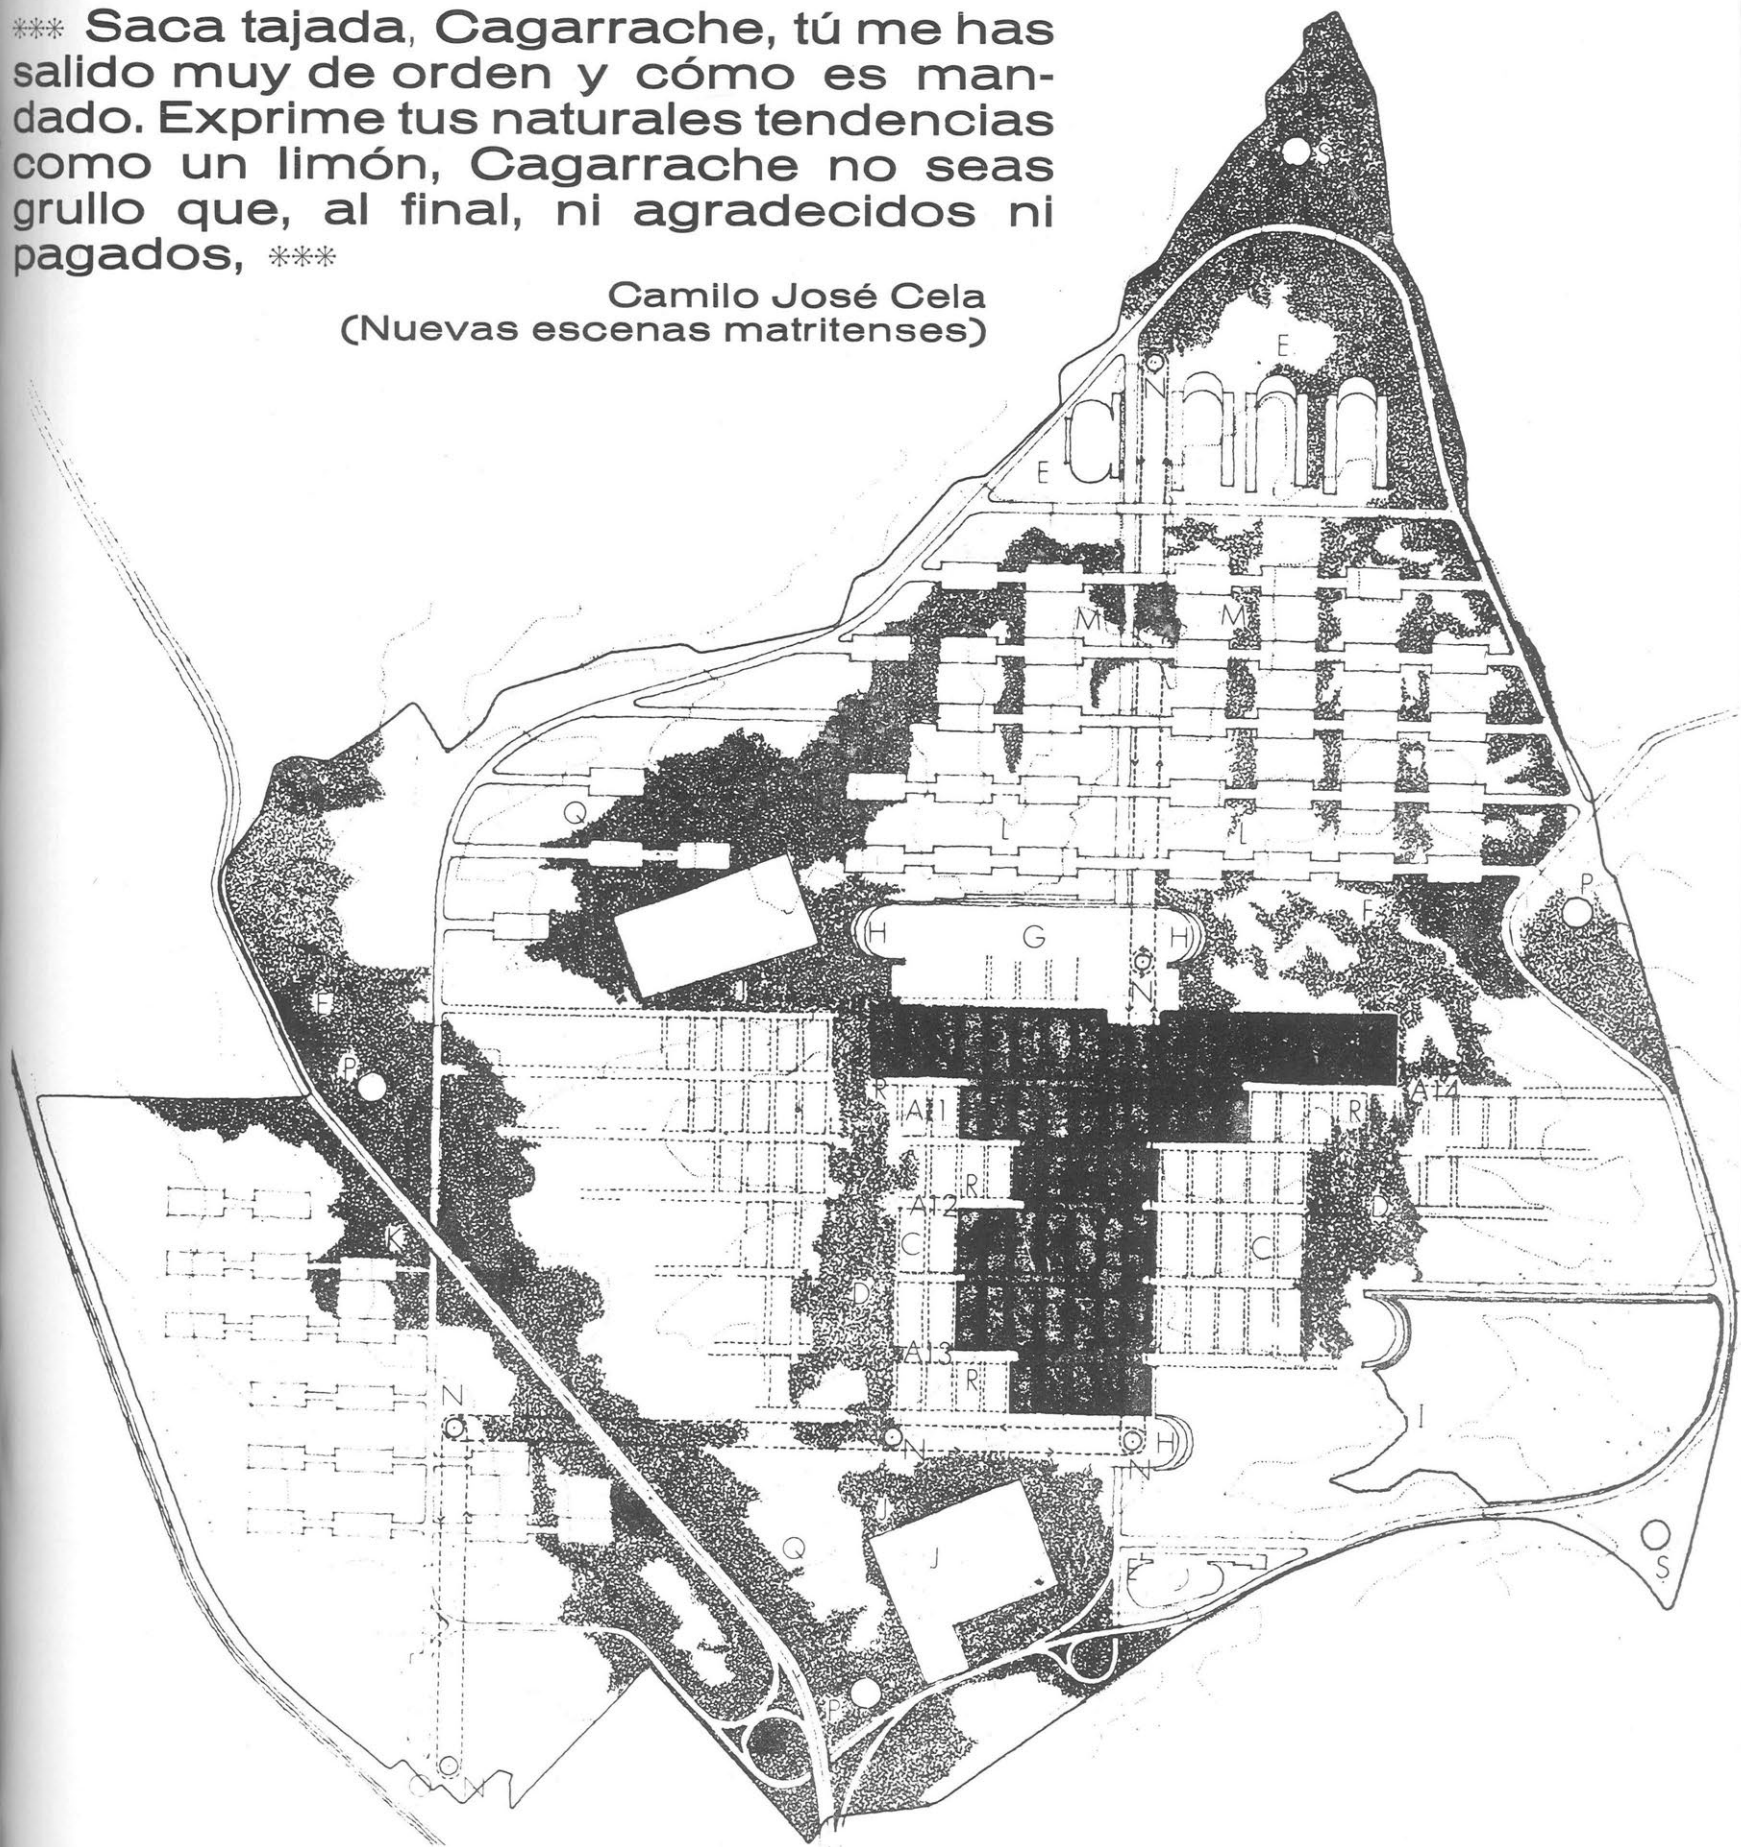 *** Saca tajada, Cagarrache, tú me has
salido muy de orden y cómo es man-
dado. Exprime tus naturales tendencias
como un limón, Cagarrache no seas
grullo que, al final, ni agradecidos ni
pagados, ***
Camilo José Cela
(Nuevas escenas matritenses)
S
E
N
E
M M
Q
L L
P
F
H G H
N
J
F
P
R A11 R A14
R
A12
K C C D
D
A13
R
N
N H
N
I
J
Q J
E
S
P
Q N